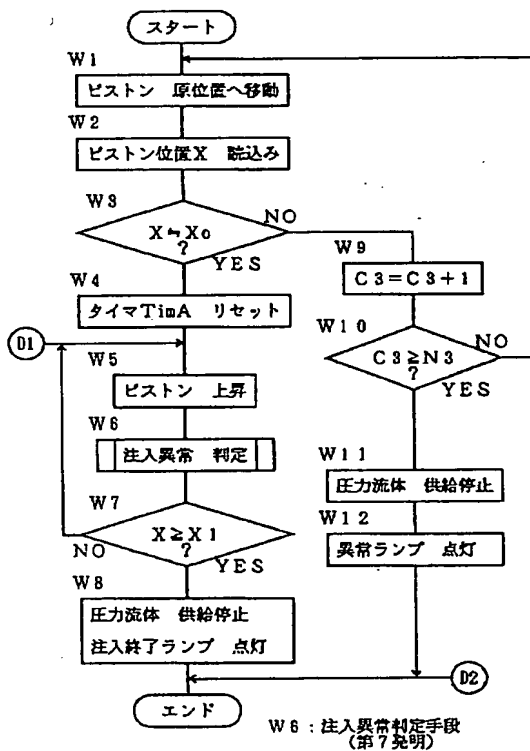 スタート
W1
ピストン 原位置へ移動
W2
ピストン位置X 読込み
W3
X≒X0
?
NO
YES
W4
タイマTimA リセット
D1
W5
ピストン 上昇
W6
注入異常 判定
W7
X≧X1
?
NO
YES
W8
圧力流体 供給停止
注入終了ランプ 点灯
エンド
W9
C3=C3+1
W10
C3≧N3
?
NO
YES
W11
圧力流体 供給停止
W12
異常ランプ 点灯
D2
W6:注入異常判定手段
(第7発明)